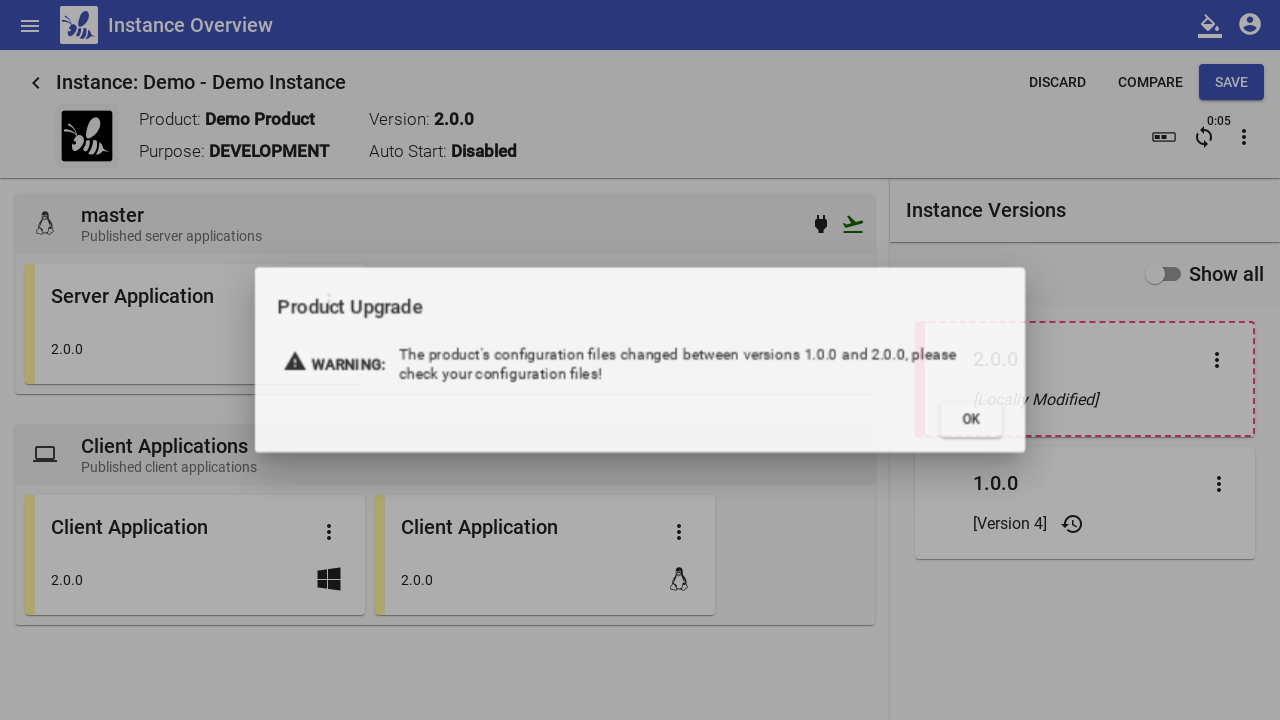 Instance Overview
Instance: Demo - Demo Instance
DISCARD
COMPARE
SAVE
Product: Demo Product
Version: 2.0.0
0:05
Purpose: DEVELOPMENT
Auto Start: Disabled
master
Published server applications
Instance Versions
Show all
Server Application
2.0.0
Product Upgrade
WARNING:
The product's configuration files changed between versions 1.0.0 and 2.0.0, please
check your configuration files!
OK
2.0.0
[Locally Modified]
Client Applications
Published client applications
1.0.0
[Version 4]
Client Application
2.0.0
Client Application
2.0.0